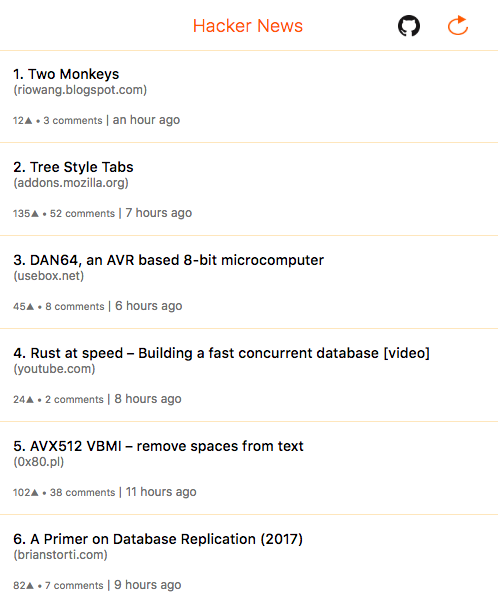 Hacker News
1. Two Monkeys
(riowang.blogspot.com)
12▲ • 3 comments | an hour ago
2. Tree Style Tabs
(addons.mozilla.org)
135▲ • 52 comments | 7 hours ago
3. DAN64, an AVR based 8-bit microcomputer
(usebox.net)
45▲ • 8 comments | 6 hours ago
4. Rust at speed – Building a fast concurrent database [video]
(youtube.com)
24▲ • 2 comments | 8 hours ago
5. AVX512 VBMI – remove spaces from text
(0x80.pl)
102▲ • 38 comments | 11 hours ago
6. A Primer on Database Replication (2017)
(brianstorti.com)
82▲ • 7 comments | 9 hours ago